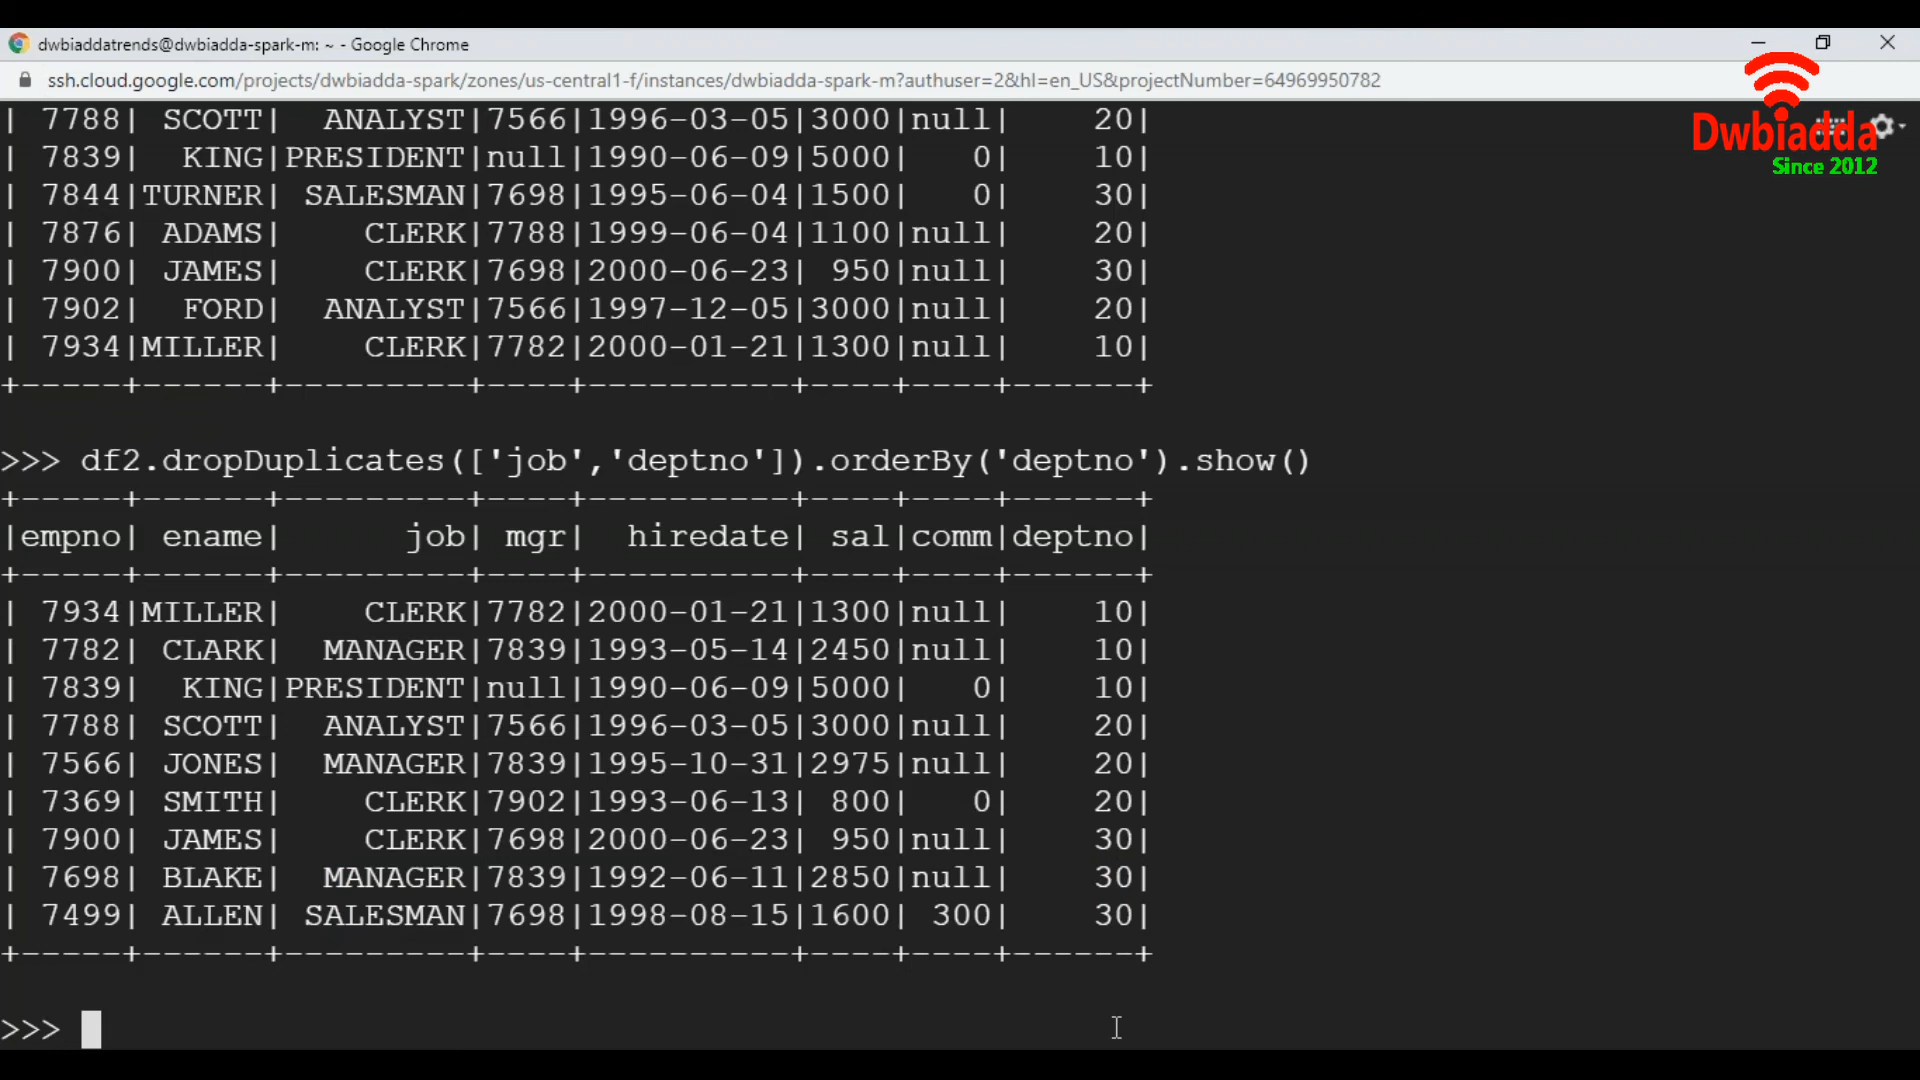 dwbiaddatrends@dwbiadda-spark-m: ~ - Google Chrome
ssh.cloud.google.com/projects/dwbiadda-spark/zones/us-central1-f/instances/dwbiadda-spark-m?authuser=2&hl=en_US&projectNumber=64969950782
Dwbiadda
Since 2012
| 7788| SCOTT|  ANALYST|7566|1996-03-05|3000|null|    20|
| 7839|  KING|PRESIDENT|null|1990-06-09|5000|   0|    10|
| 7844|TURNER| SALESMAN|7698|1995-06-04|1500|   0|    30|
| 7876| ADAMS|    CLERK|7788|1999-06-04|1100|null|    20|
| 7900| JAMES|    CLERK|7698|2000-06-23| 950|null|    30|
| 7902|  FORD|  ANALYST|7566|1997-12-05|3000|null|    20|
| 7934|MILLER|    CLERK|7782|2000-01-21|1300|null|    10|
+-----+------+---------+----+----------+----+----+------+
>>> df2.dropDuplicates(['job','deptno']).orderBy('deptno').show()
+-----+------+---------+----+----------+----+----+------+
|empno| ename|      job| mgr|  hiredate| sal|comm|deptno|
+-----+------+---------+----+----------+----+----+------+
| 7934|MILLER|    CLERK|7782|2000-01-21|1300|null|    10|
| 7782| CLARK|  MANAGER|7839|1993-05-14|2450|null|    10|
| 7839|  KING|PRESIDENT|null|1990-06-09|5000|   0|    10|
| 7788| SCOTT|  ANALYST|7566|1996-03-05|3000|null|    20|
| 7566| JONES|  MANAGER|7839|1995-10-31|2975|null|    20|
| 7369| SMITH|    CLERK|7902|1993-06-13| 800|   0|    20|
| 7900| JAMES|    CLERK|7698|2000-06-23| 950|null|    30|
| 7698| BLAKE|  MANAGER|7839|1992-06-11|2850|null|    30|
| 7499| ALLEN| SALESMAN|7698|1998-08-15|1600| 300|    30|
+-----+------+---------+----+----------+----+----+------+
>>>